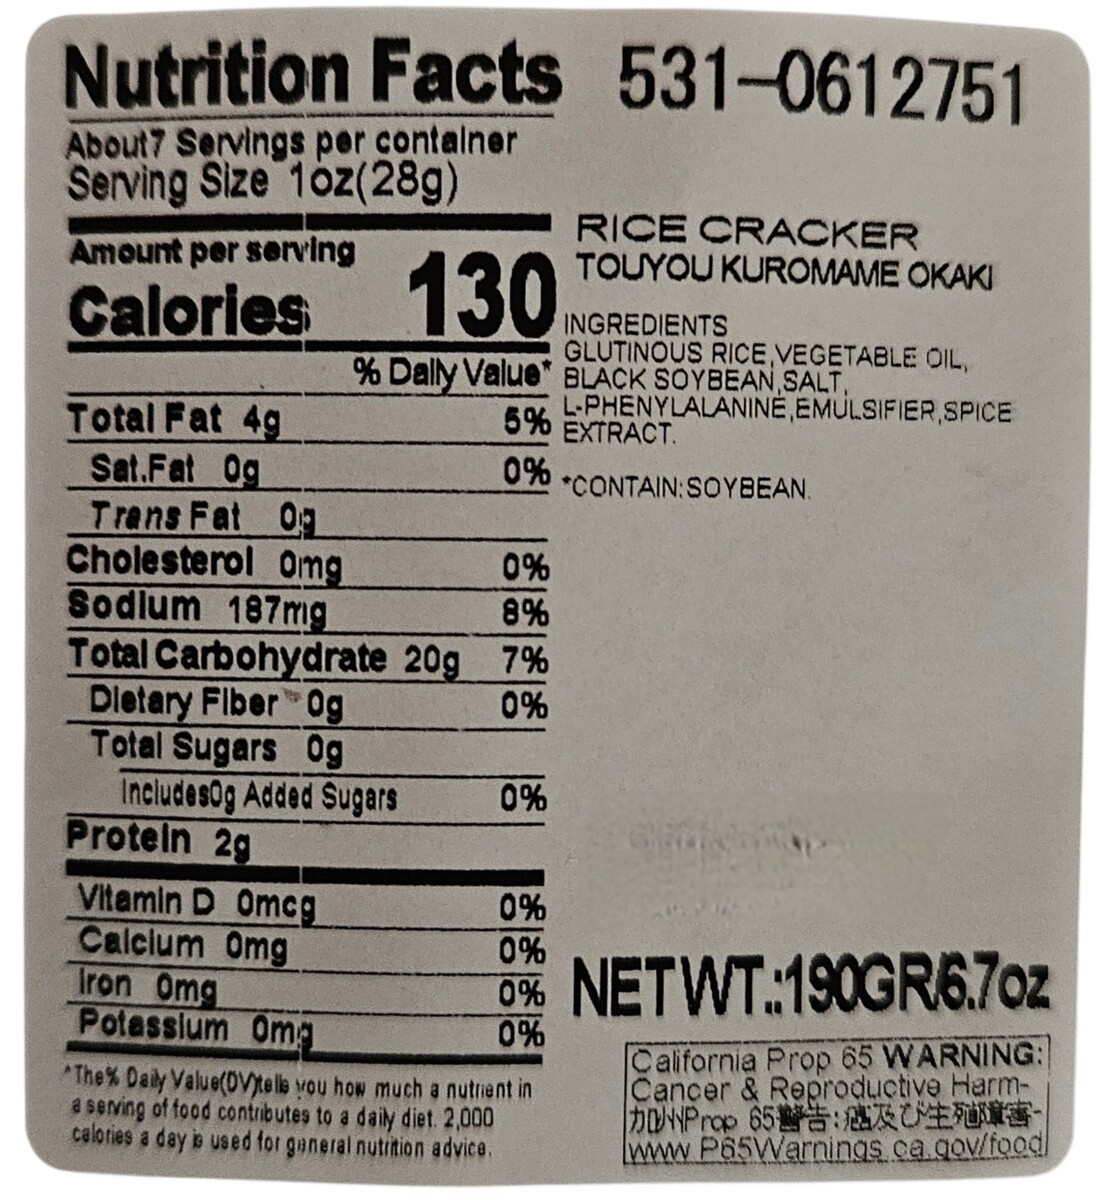 Nutrition Facts
531-0612751
About7 Servings per container
Serving Size 1oz(28g)
Amount per serving
Calories 130
% Daily Value*
Total Fat 4g 5%
Sat.Fat 0g 0%
Trans Fat 0g
Cholesterol 0mg 0%
Sodium 187mg 8%
Total Carbohydrate 20g 7%
Dietary Fiber 0g 0%
Total Sugars 0g
Includes0g Added Sugars 0%
Protein 2g
Vitamin D 0mcg 0%
Calcium 0mg 0%
Iron 0mg 0%
Potassium 0mg 0%
*The% Daily Value(DV)tells you how much a nutrient in
a serving of food contributes to a daily diet. 2,000
calories a day is used for general nutrition advice.
RICE CRACKER
TOUYOU KUROMAME OKAKI
INGREDIENTS
GLUTINOUS RICE,VEGETABLE OIL,
BLACK SOYBEAN,SALT,
L-PHENYLALANINE,EMULSIFIER,SPICE
EXTRACT.
*CONTAIN:SOYBEAN.
NET WT.:190GR/6.7oz
California Prop 65 WARNING:
Cancer & Reproductive Harm-
加州Prop 65警告:癌及び生殖障害-
www.P65Warnings.ca.gov/food